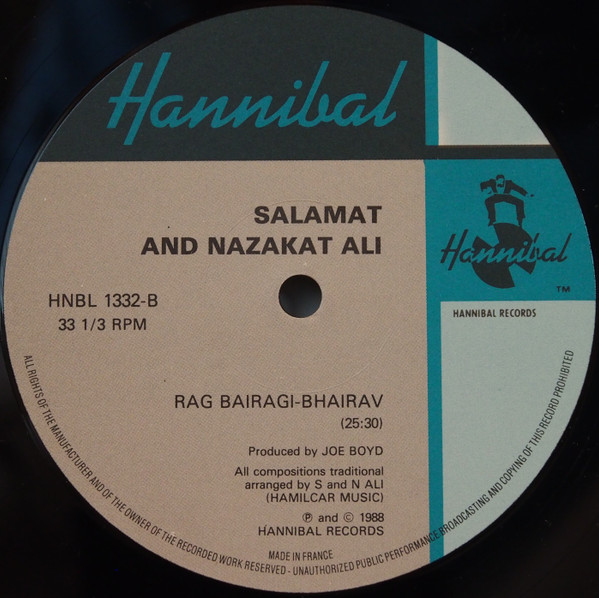 Hannibal
SALAMAT
AND NAZAKAT ALI
Hannibal
TM
HNBL 1332-B
33 1/3 RPM
HANNIBAL RECORDS
RAG BAIRAGI-BHAIRAV
(25:30)
Produced by JOE BOYD
All compositions traditional
arranged by S and N ALI
(HAMILCAR MUSIC)
℗ and © 1988
HANNIBAL RECORDS
MADE IN FRANCE
ALL RIGHTS OF THE MANUFACTURER AND OF THE OWNER OF THE RECORDED WORK RESERVED - UNAUTHORIZED PUBLIC PERFORMANCE BROADCASTING AND COPYING OF THIS RECORD PROHIBITED